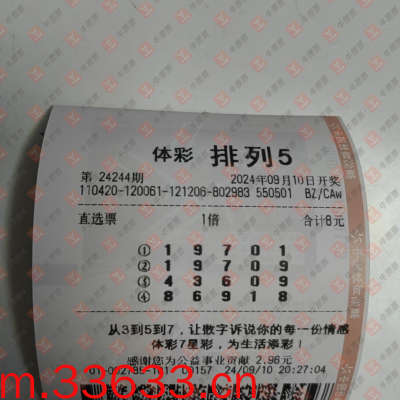 体彩 排列5
第 24244期 2024年09月10日开奖
110420-120061-121206-802983 550501 BZ/CAw
直选票 1倍 合计8元
① 1 9 7 0 1
② 1 9 7 0 9
③ 4 3 6 0 9
④ 8 6 9 1 8
从3到5到7，让数字诉说你的每一份情感
体彩7星彩，为生活添彩！
感谢您为公益事业贡献 2.96元
24/09/10 20:27:04
m.33633.cn